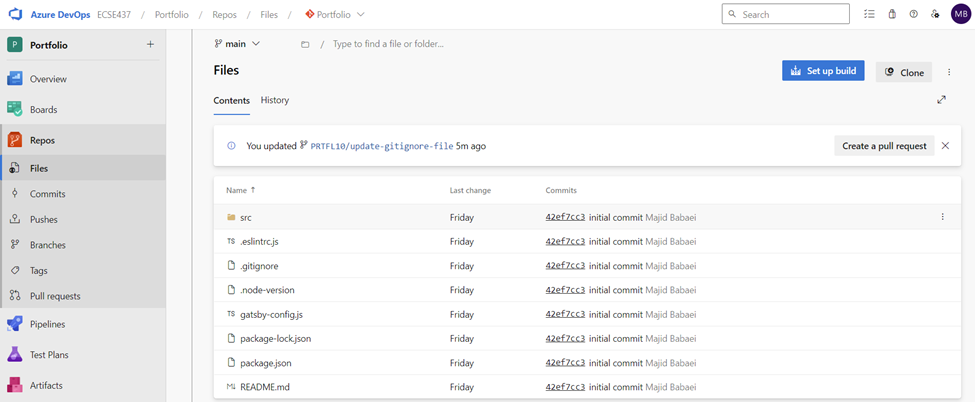 Azure DevOps ECSE437 / Portfolio / Repos / Files / Portfolio Search MB
P Portfolio +
Overview
Boards
Repos
Files
Commits
Pushes
Branches
Tags
Pull requests
Pipelines
Test Plans
Artifacts
main / Type to find a file or folder...
Files Set up build Clone
Contents History
You updated PRTFL10/update-gitignore-file 5m ago Create a pull request
Name ↑ Last change Commits
src Friday 42ef7cc3 initial commit Majid Babaei
TS .eslintrc.js Friday 42ef7cc3 initial commit Majid Babaei
.gitignore Friday 42ef7cc3 initial commit Majid Babaei
.node-version Friday 42ef7cc3 initial commit Majid Babaei
TS gatsby-config.js Friday 42ef7cc3 initial commit Majid Babaei
package-lock.json Friday 42ef7cc3 initial commit Majid Babaei
package.json Friday 42ef7cc3 initial commit Majid Babaei
M↓ README.md Friday 42ef7cc3 initial commit Majid Babaei